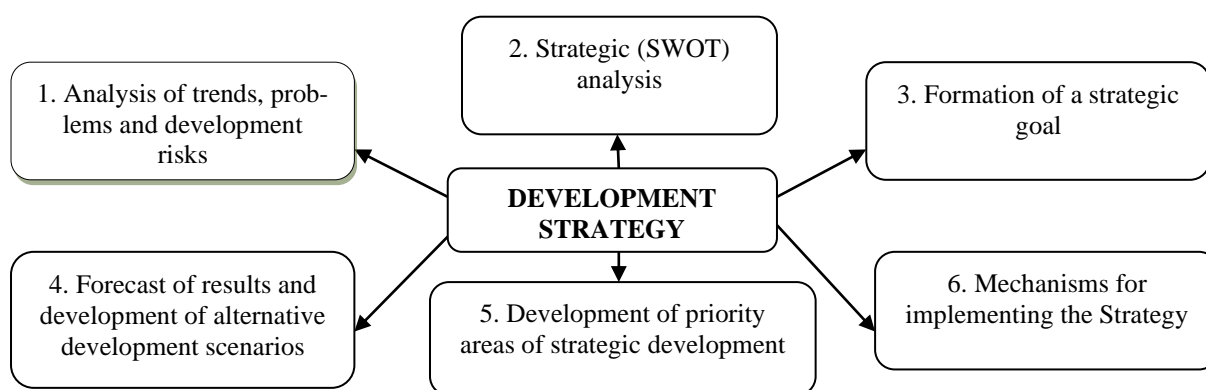 1. Analysis of trends, prob-
lems and development
risks
2. Strategic (SWOT)
analysis
3. Formation of a strategic
goal
DEVELOPMENT
STRATEGY
4. Forecast of results and
development of alternative
development scenarios
5. Development of priority
areas of strategic development
6. Mechanisms for
implementing the Strategy